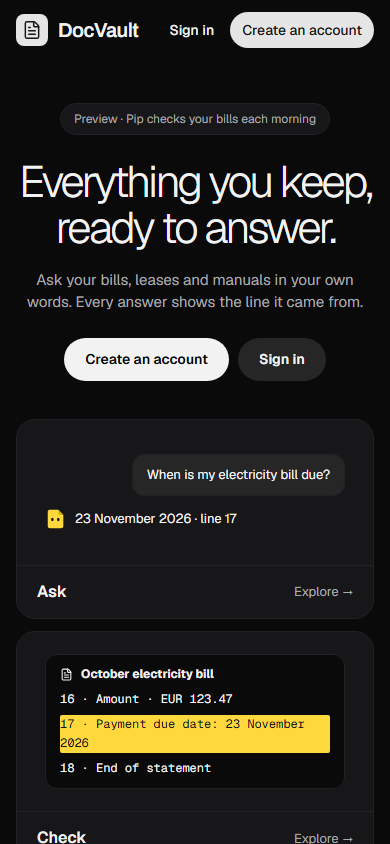 DocVault
Sign in
Create an account
Preview · Pip checks your bills each morning
Everything you keep,
ready to answer.
Ask your bills, leases and manuals in your own
words. Every answer shows the line it came from.
Create an account
Sign in
When is my electricity bill due?
23 November 2026 · line 17
Ask
Explore →
October electricity bill
16 · Amount · EUR 123.47
17 · Payment due date: 23 November
2026
18 · End of statement
Check
Explore →